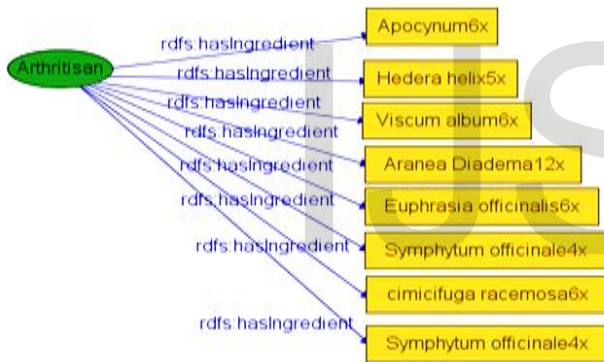 Apocynum6x
rdfs:hasIngredient
Arthritisan
rdfs:hasIngredient
Hedera helix5x
rdfs:hasIngredient
Viscum album6x
rdfs:hasIngredient
Aranea Diadema12x
rdfs:hasIngredient
rdfs:hasIngredient
Euphrasia officinalis6x
rdfs:hasIngredient
Symphytum officinale4x
cimicifuga racemosa6x
rdfs:hasIngredient
Symphytum officinale4x
IJS